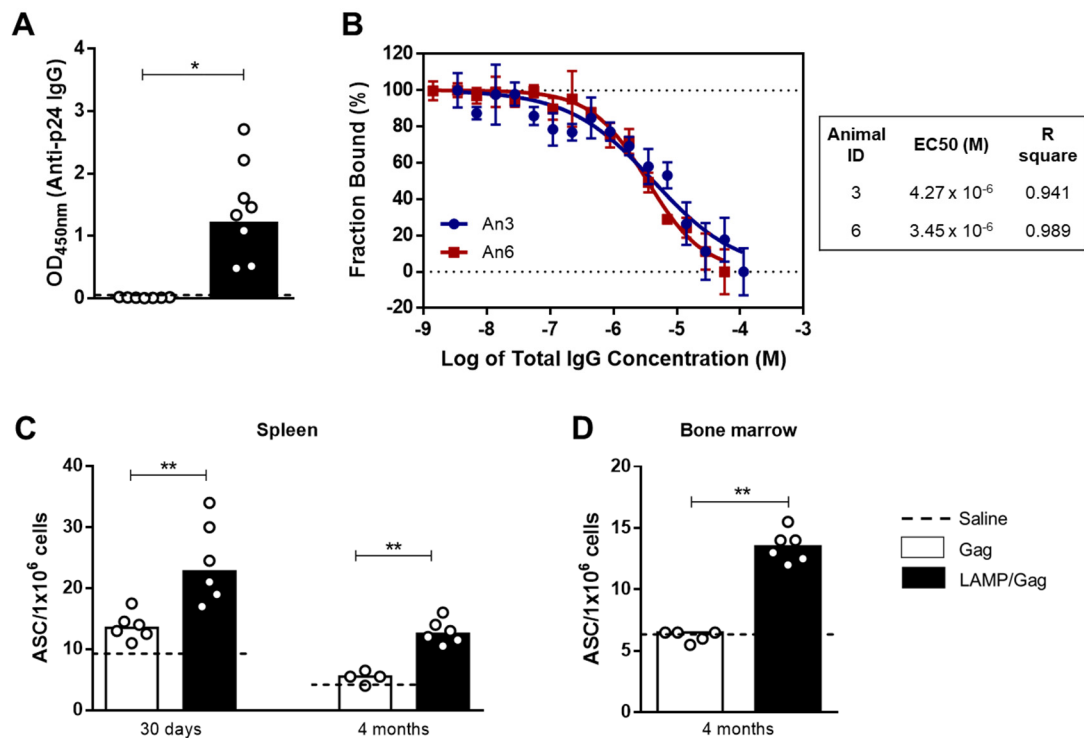 A
OD450nm (Anti-p24 IgG)
4
3
2
1
0
*
B
Fraction Bound (%)
120
100
80
60
40
20
0
-20
An3
An6
-9 -8 -7 -6 -5 -4 -3
Log of Total IgG Concentration (M)
Animal ID EC50 (M) R square
3 4.27 x 10-6 0.941
6 3.45 x 10-6 0.989
C
Spleen
ASC/1x10⁶ cells
40
30
20
10
0
**
**
30 days 4 months
D
Bone marrow
ASC/1x10⁶ cells
20
15
10
5
0
**
4 months
Saline
Gag
LAMP/Gag